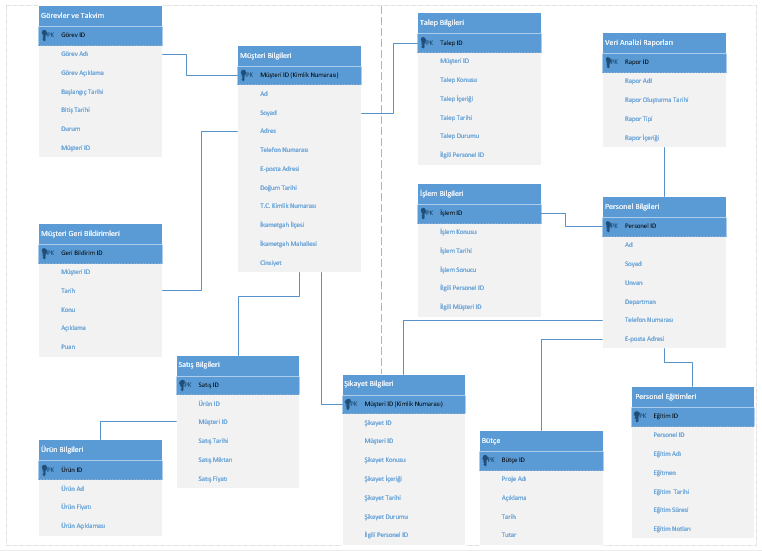 Görevler ve Takvim
PK Görev ID
Görev Adı
Görev Açıklama
Başlangıç Tarihi
Bitiş Tarihi
Durum
Müşteri ID
Müşteri Bilgileri
PK Müşteri ID (Kimlik Numarası)
Ad
Soyad
Adres
Telefon Numarası
E-posta Adresi
Doğum Tarihi
T.C. Kimlik Numarası
İkametgah İlçesi
İkametgah Mahallesi
Cinsiyet
Talep Bilgileri
PK Talep ID
Müşteri ID
Talep Konusu
Talep İçeriği
Talep Tarihi
Talep Durumu
İlgili Personel ID
Veri Analizi Raporları
PK Rapor ID
Rapor Adı
Rapor Oluşturma Tarihi
Rapor Tipi
Rapor İçeriği
Müşteri Geri Bildirimleri
PK Geri Bildirim ID
Müşteri ID
Tarih
Konu
Açıklama
Puan
İşlem Bilgileri
PK İşlem ID
İşlem Konusu
İşlem Tarihi
İşlem Sonucu
İlgili Personel ID
İlgili Müşteri ID
Personel Bilgileri
PK Personel ID
Ad
Soyad
Unvan
Departman
Telefon Numarası
E-posta Adresi
Satış Bilgileri
PK Satış ID
Ürün ID
Müşteri ID
Satış Tarihi
Satış Miktarı
Satış Fiyatı
Şikayet Bilgileri
PK Müşteri ID (Kimlik Numarası)
Şikayet ID
Müşteri ID
Şikayet Konusu
Şikayet İçeriği
Şikayet Tarihi
Şikayet Durumu
İlgili Personel ID
Personel Eğitimleri
PK Eğitim ID
Personel ID
Eğitim Adı
Eğitmen
Eğitim Tarihi
Eğitim Süresi
Eğitim Notları
Ürün Bilgileri
PK Ürün ID
Ürün Ad
Ürün Fiyatı
Ürün Açıklaması
Bütçe
PK Bütçe ID
Proje Adı
Açıklama
Tarih
Tutar